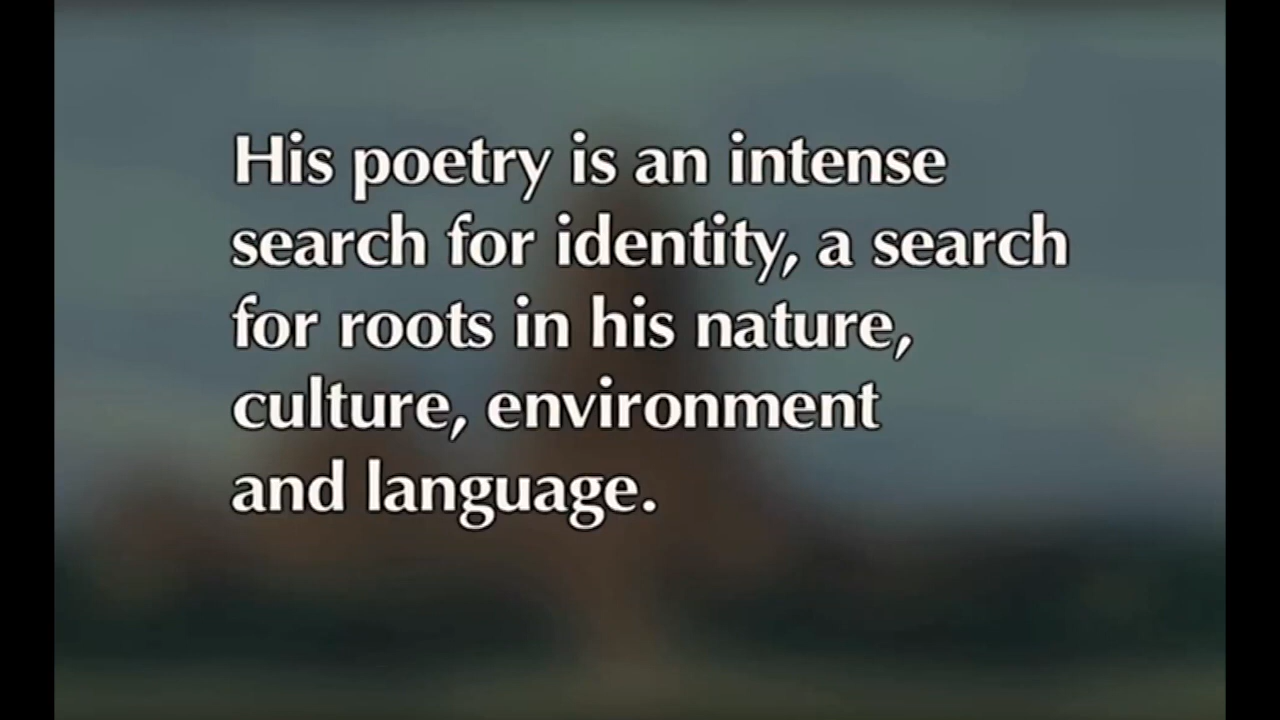 His poetry is an intense
search for identity, a search
for roots in his nature,
culture, environment
and language.